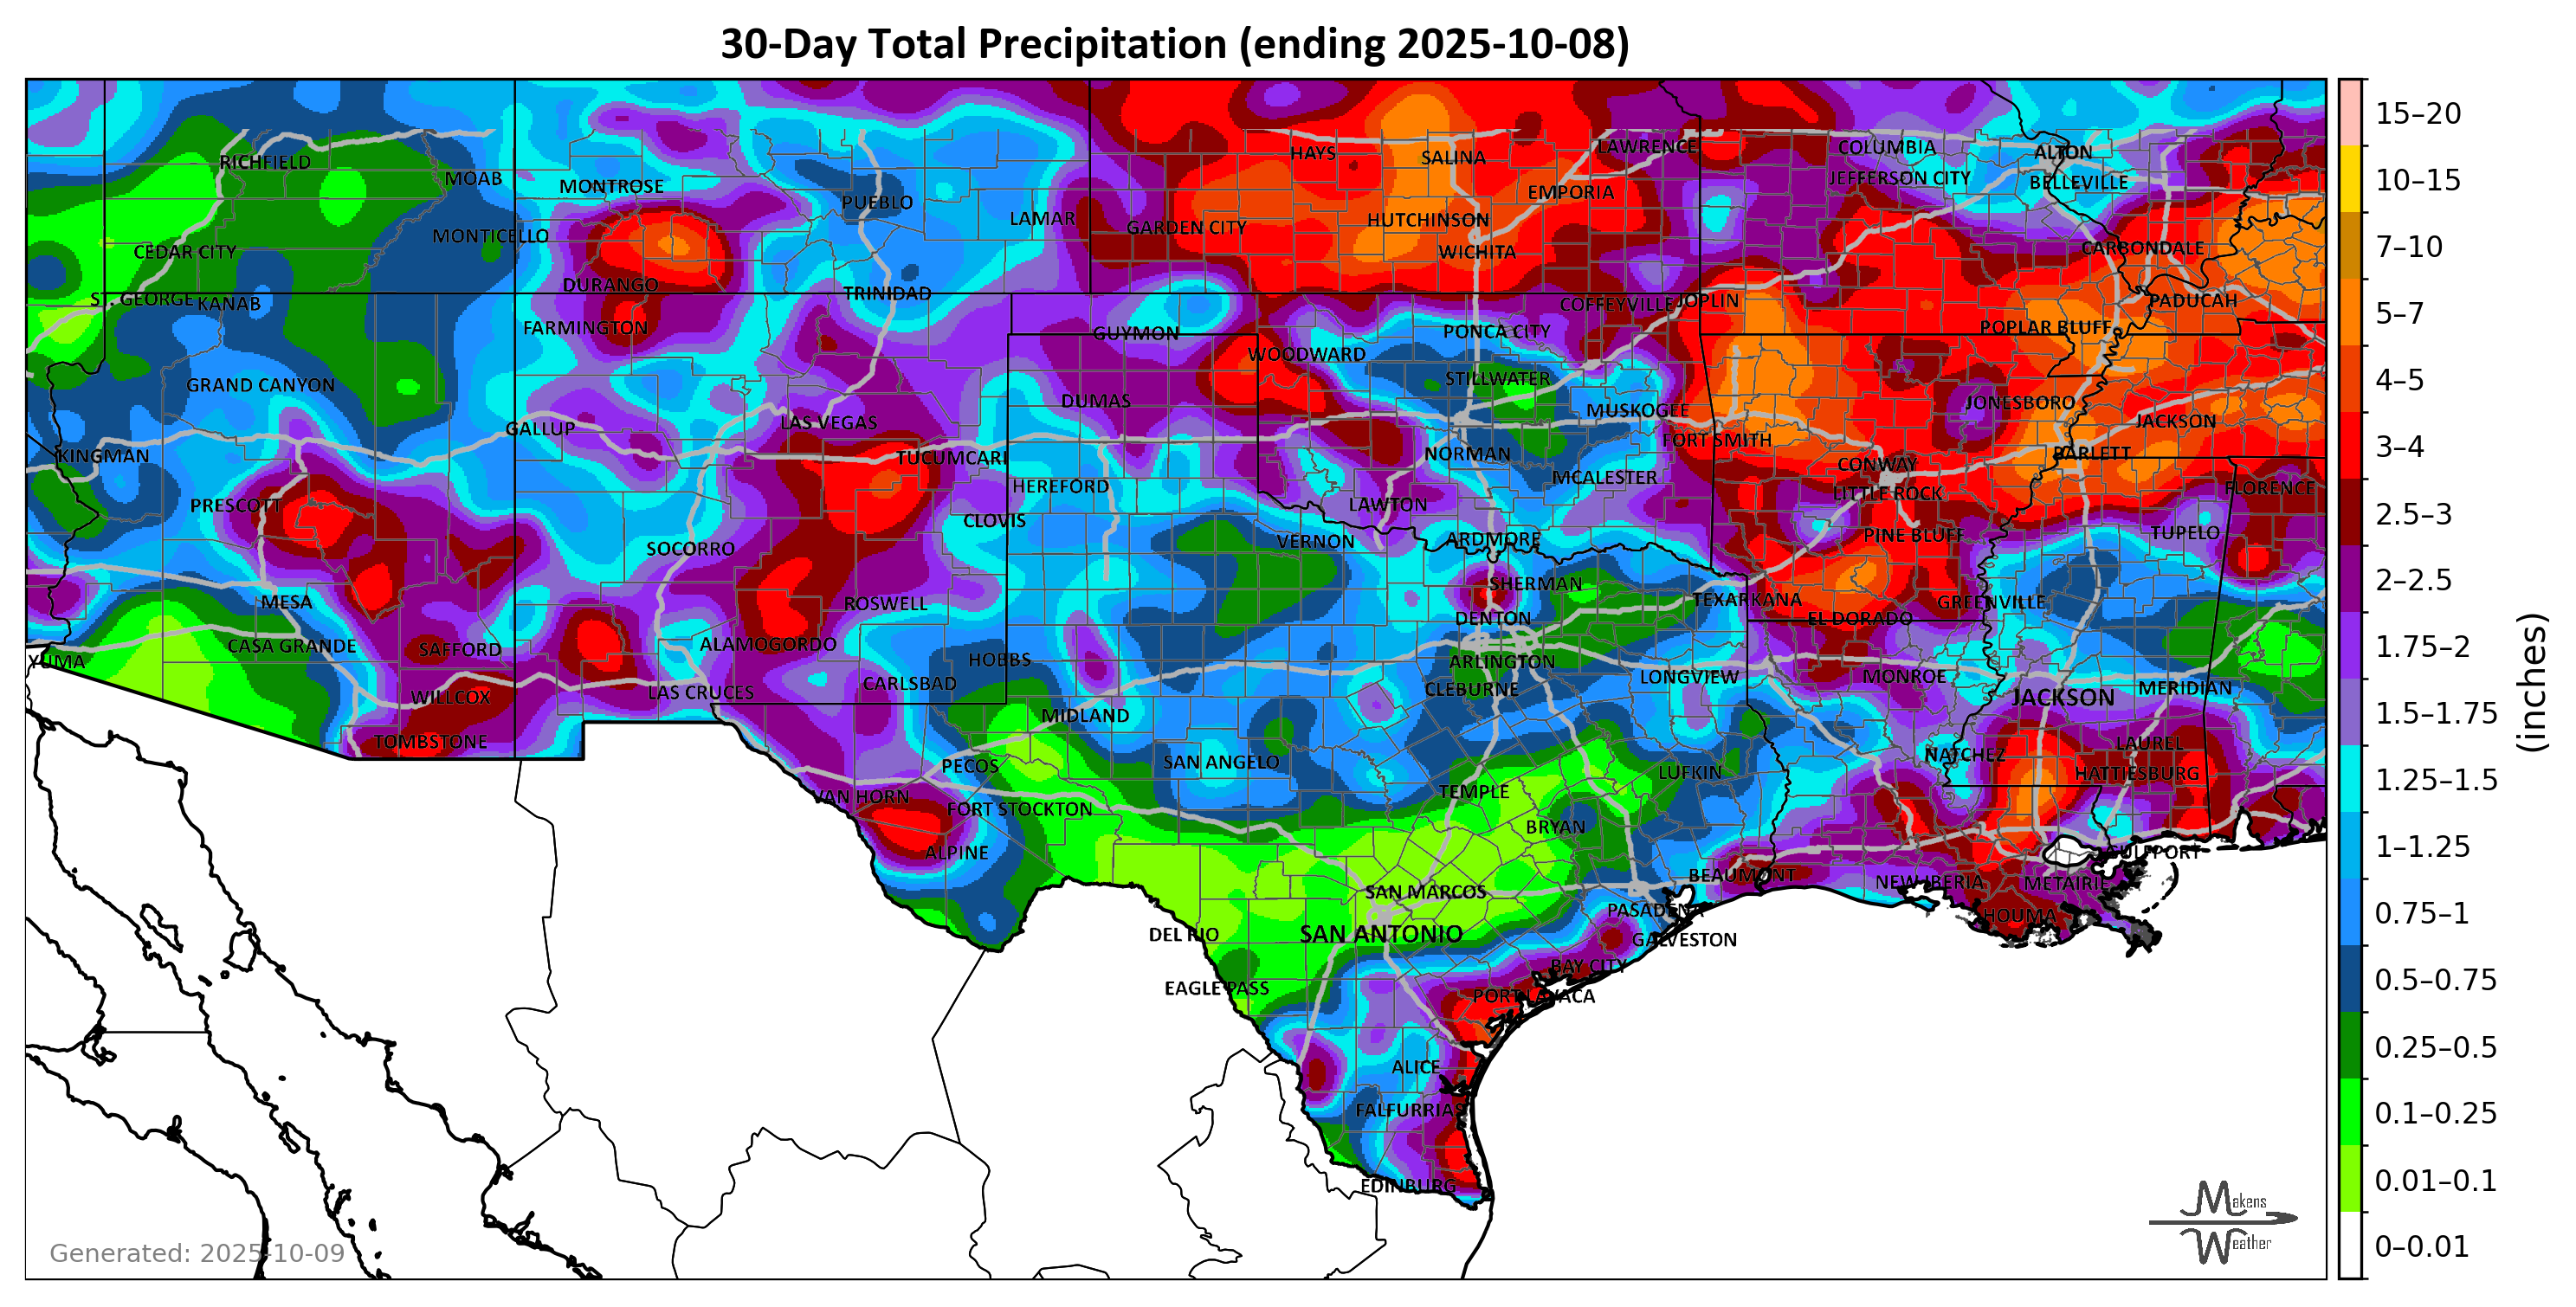 30-Day Total Precipitation (ending 2025-10-08)
RICHFIELD
MOAB
MONTROSE
PUEBLO
LAMAR
HAYS
SALINA
LAWRENCE
EMPORIA
COLUMBIA
JEFFERSON CITY
ALTON
BELLEVILLE
CEDAR CITY
MONTICELLO
GARDEN CITY
HUTCHINSON
WICHITA
CARBONDALE
ST. GEORGE
KANAB
DURANGO
TRINIDAD
COFFEYVILLE
JOPLIN
PADUCAH
FARMINGTON
GUYMON
PONCA CITY
POPLAR BLUFF
WOODWARD
GRAND CANYON
STILLWATER
DUMAS
MUSKOGEE
JONESBORO
JACKSON
GALLUP
LAS VEGAS
FORT SMITH
KINGMAN
TUCUMCARI
NORMAN
CONWAY
BARLETT
PRESCOTT
HEREFORD
LAWTON
MCALESTER
LITTLE ROCK
FLORENCE
CLOVIS
PINE BLUFF
TUPELO
SOCORRO
VERNON
ARDMORE
MESA
ROSWELL
SHERMAN
TEXARKANA
GREENVILLE
DENTON
EL DORADO
CASA GRANDE
SAFFORD
ALAMOGORDO
YUMA
HOBBS
ARLINGTON
LONGVIEW
MONROE
WILLCOX
LAS CRUCES
CARLSBAD
CLEBURNE
JACKSON
MERIDIAN
MIDLAND
TOMBSTONE
PECOS
SAN ANGELO
LUFKIN
NATCHEZ
LAUREL
HATTIESBURG
VAN HORN
FORT STOCKTON
TEMPLE
BRYAN
ALPINE
GULFPORT
BEAUMONT
NEW IBERIA
METAIRIE
SAN MARCOS
PASADENA
HOUMA
DEL RIO
SAN ANTONIO
GALVESTON
BAY CITY
EAGLE PASS
PORT LAVACA
ALICE
FALFURRIAS
EDINBURG
15–20
10–15
7–10
5–7
4–5
3–4
2.5–3
2–2.5
1.75–2
1.5–1.75
1.25–1.5
1–1.25
0.75–1
0.5–0.75
0.25–0.5
0.1–0.25
0.01–0.1
0–0.01
(inches)
Generated: 2025-10-09
Makens
Weather